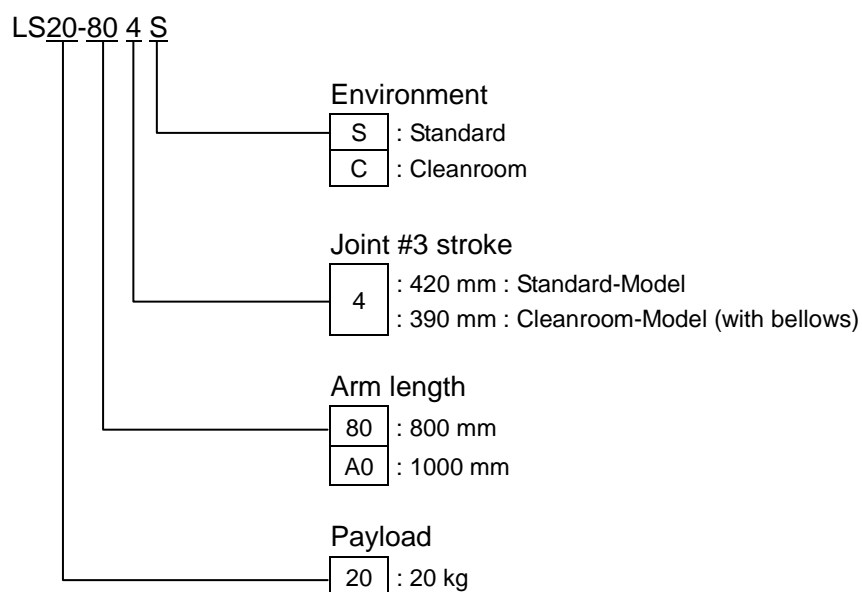 LS20-80 4 S
Environment
S : Standard
C : Cleanroom
Joint #3 stroke
4 : 420 mm : Standard-Model
: 390 mm : Cleanroom-Model (with bellows)
Arm length
80 : 800 mm
A0 : 1000 mm
Payload
20 : 20 kg